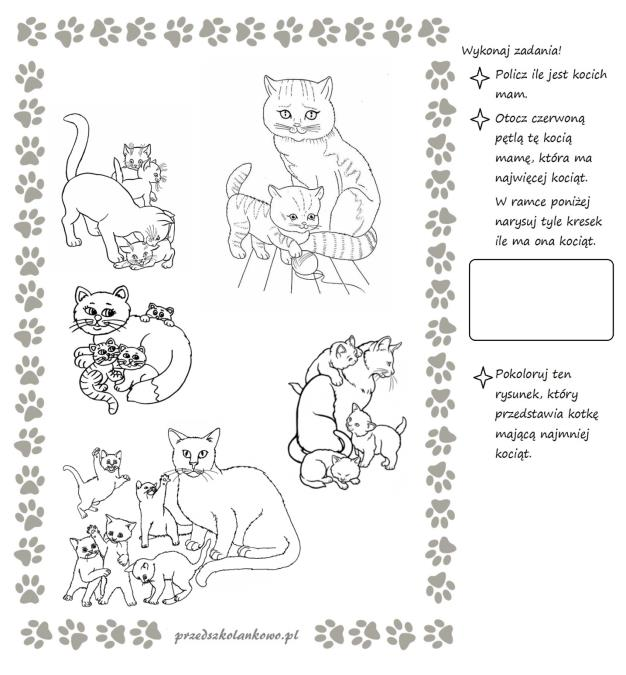 Wykonaj zadania!
Policz ile jest kocich
mam.
Otocz czerwoną
pętlą tę kocią
mamę, która ma
najwięcej kociąt.
W ramce poniżej
narysuj tyle kresek
ile ma ona kociąt.
Pokoloruj ten
rysunek, który
przedstawia kotkę
mającą najmniej
kociąt.
przedszkolankowo.pl